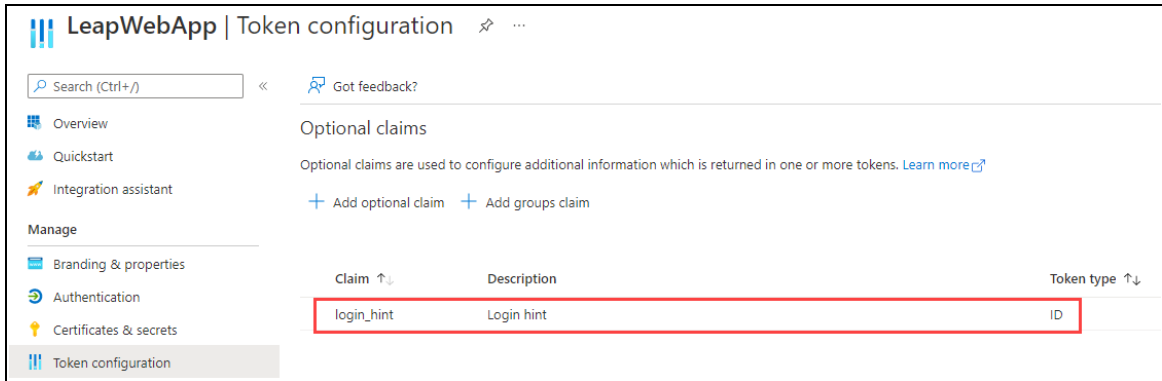 LeapWebApp | Token configuration
Search (Ctrl+/)
«
Got feedback?
Overview
Quickstart
Integration assistant
Manage
Branding & properties
Authentication
Certificates & secrets
Token configuration
Optional claims
Optional claims are used to configure additional information which is returned in one or more tokens. Learn more
+ Add optional claim + Add groups claim
Claim ↑↓ Description Token type ↑↓
login_hint Login hint ID